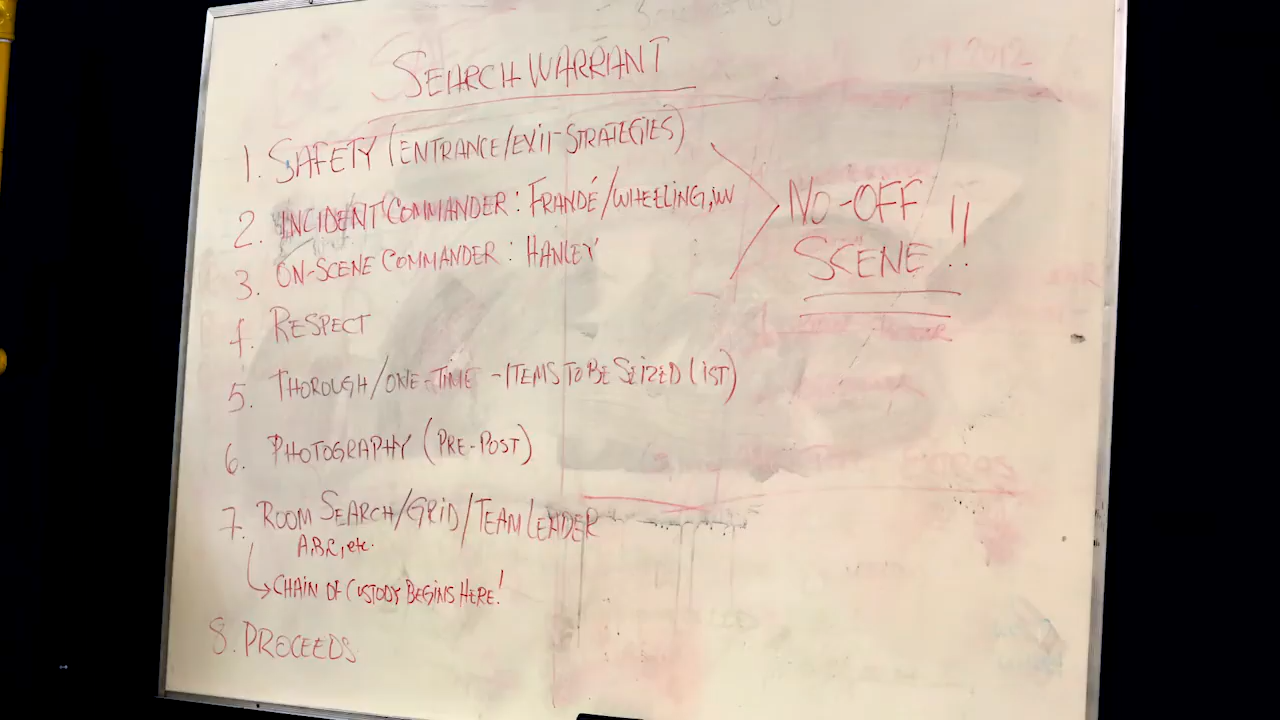 SEARCH WARRANT
1. SAFETY (ENTRANCE/EXIT-STRATEGIES)
2. INCIDENT COMMANDER: FRANDÉ/WHEELING, WV
3. ON-SCENE COMMANDER: HANLEY
NO-OFF
SCENE!!
4. RESPECT
5. THOROUGH/ONE-TIME - ITEMS TO BE SEIZED LIST)
6. PHOTOGRAPHY (PRE-POST)
7. ROOM SEARCH/GRID/TEAM LEADER
A,B,C, etc.
CHAIN OF CUSTODY BEGINS HERE!
8. PROCEEDS